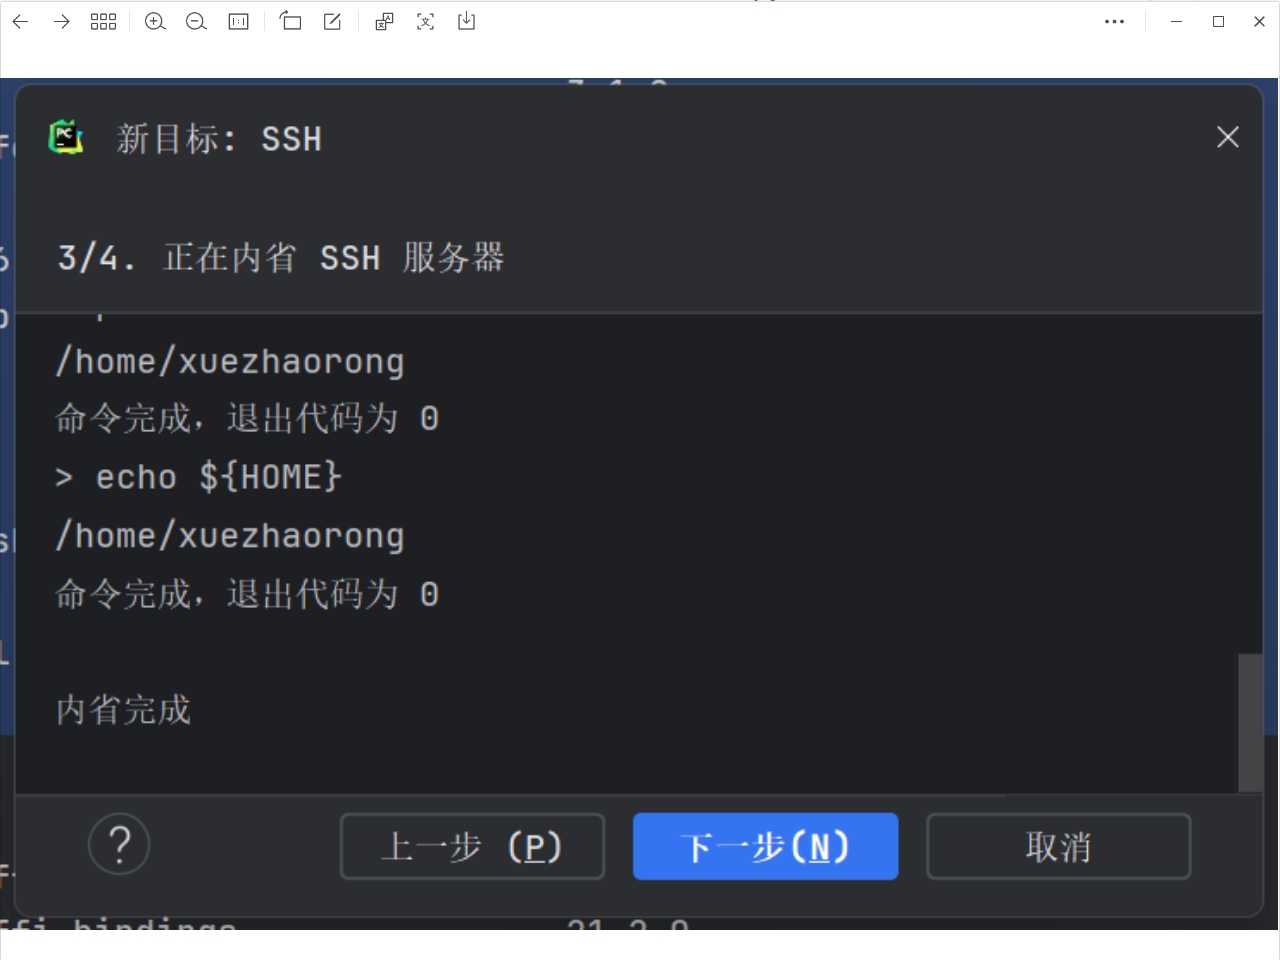 新目标: SSH
3/4. 正在内省 SSH 服务器
/home/xuezhaorong
命令完成，退出代码为 0
> echo ${HOME}
/home/xuezhaorong
命令完成，退出代码为 0
内省完成
? 上一步 (P) 下一步(N) 取消
ffi bindings